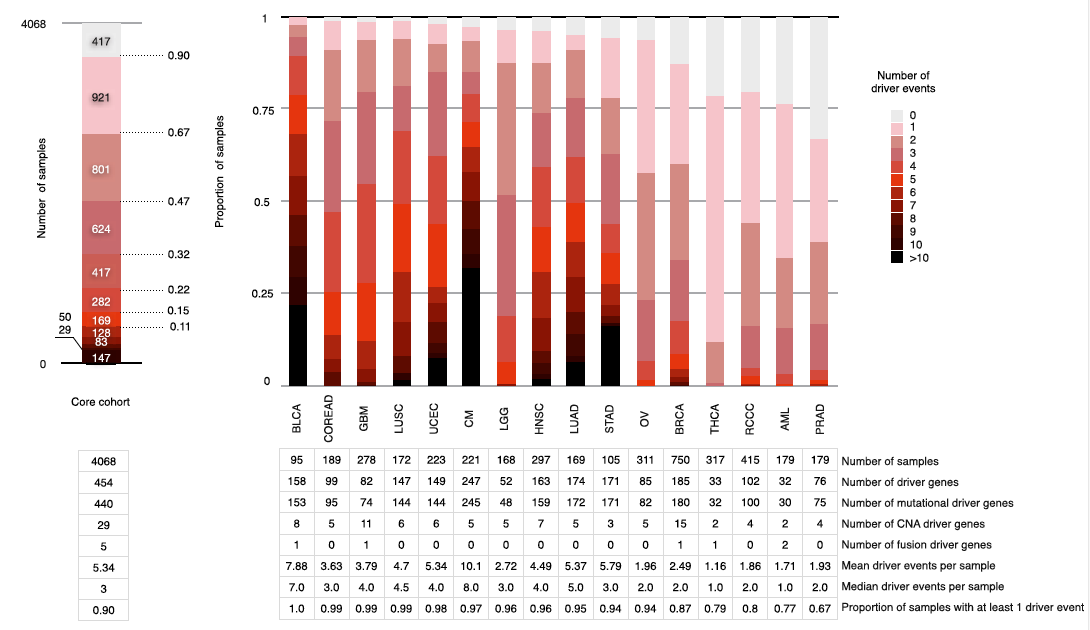 4068
417
0.90
921
0.67
801
0.47
624
0.32
417
0.22
282
0.15
169
0.11
128
83
50
29
147
0
Number of samples
Core cohort
1
0.75
0.5
0.25
0
Proportion of samples
Number of
driver events
0
1
2
3
4
5
6
7
8
9
10
>10
BLCA COREAD GBM LUSC UCEC CM LGG HNSC LUAD STAD OV BRCA THCA RCCC AML PRAD
4068 95 189 278 172 223 221 168 297 169 105 311 750 317 415 179 179 Number of samples
454 158 99 82 147 149 247 52 163 174 171 85 185 33 102 32 76 Number of driver genes
440 153 95 74 144 144 245 48 159 172 171 82 180 32 100 30 75 Number of mutational driver genes
29 8 5 11 6 6 5 5 7 5 3 5 15 2 4 2 4 Number of CNA driver genes
5 1 0 1 0 0 0 0 0 0 0 0 1 1 0 2 0 Number of fusion driver genes
5.34 7.88 3.63 3.79 4.7 5.34 10.1 2.72 4.49 5.37 5.79 1.96 2.49 1.16 1.86 1.71 1.93 Mean driver events per sample
3 7.0 3.0 4.0 4.5 4.0 8.0 3.0 4.0 5.0 3.0 2.0 2.0 1.0 2.0 1.0 2.0 Median driver events per sample
0.90 1.0 0.99 0.99 0.99 0.98 0.97 0.96 0.96 0.95 0.94 0.94 0.87 0.79 0.8 0.77 0.67 Proportion of samples with at least 1 driver event